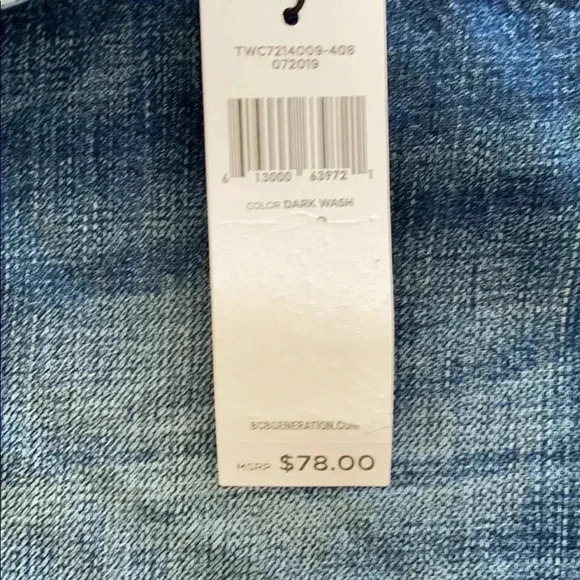 TWC7214009-408
072019
6 13000 63972 1
COLOR DARK WASH
BCBGENERATION.COM
MSRP $78.00